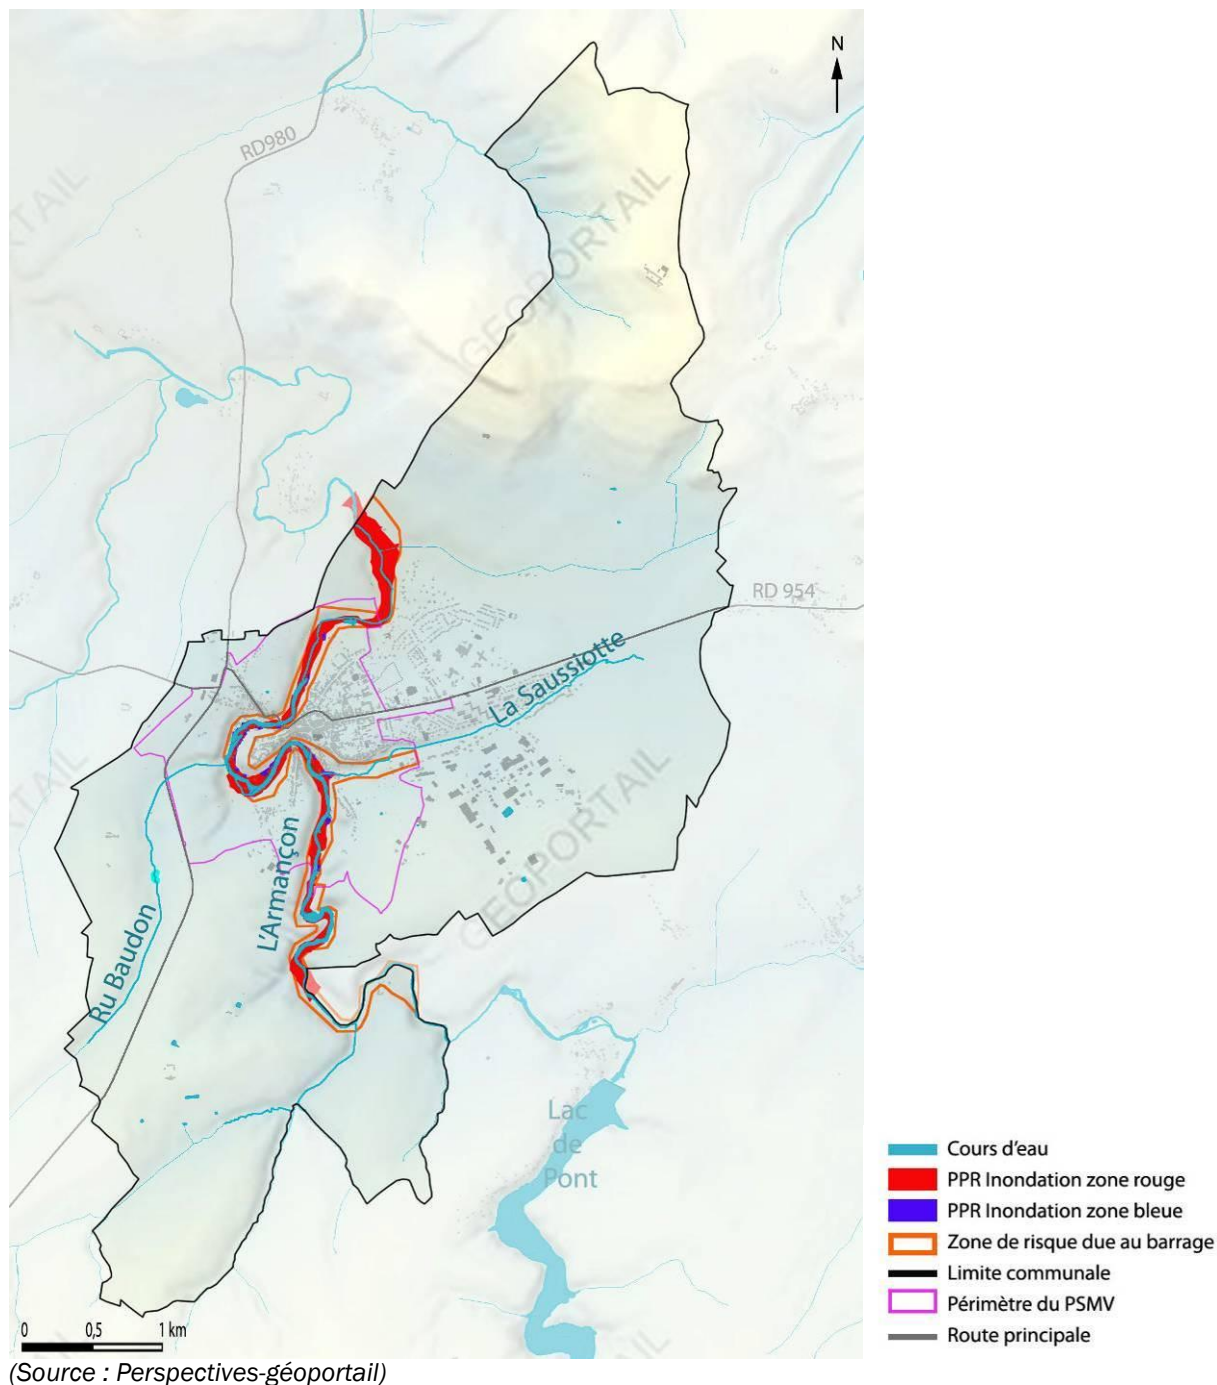 N
RD980
GEOPORTAIL
RTAIL
RD 954
La Saussiotte
L'Armançon
GEOPORTAIL
RTAIL
Ru Baudon
Lac
de
Pont
Cours d'eau
PPR Inondation zone rouge
PPR Inondation zone bleue
Zone de risque due au barrage
Limite communale
Périmètre du PSMV
Route principale
0 0,5 1 km
(Source : Perspectives-géoportail)